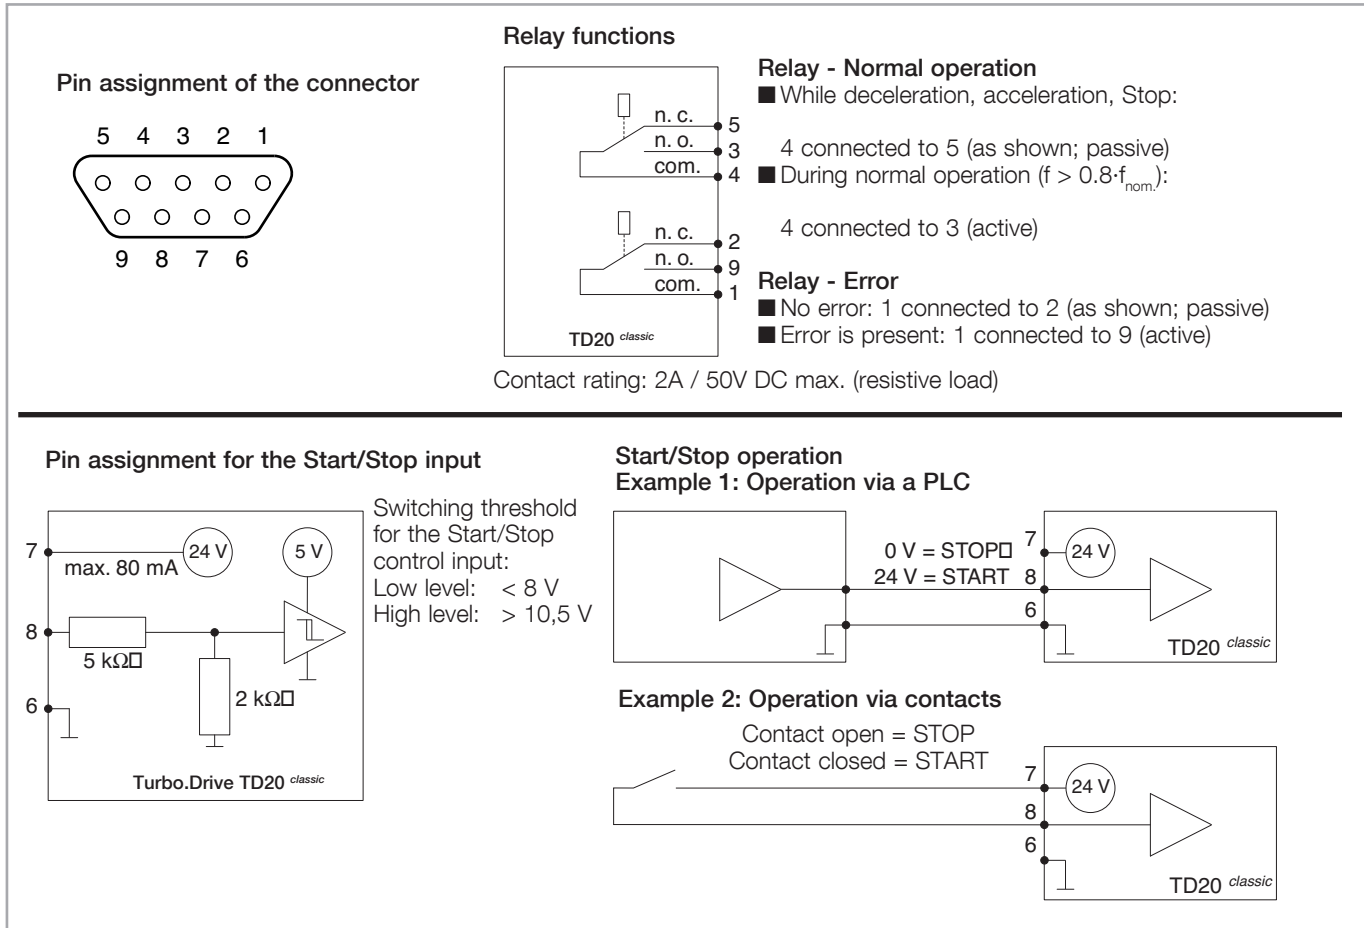 Relay functions
Pin assignment of the connector
5 4 3 2 1
9 8 7 6
n. c.
5
n. o.
3
com.
4
n. c.
2
n. o.
9
com.
1
TD20 classic
Relay - Normal operation
■ While deceleration, acceleration, Stop:
4 connected to 5 (as shown; passive)
■ During normal operation (f > 0.8·fnom.):
4 connected to 3 (active)
Relay - Error
■ No error: 1 connected to 2 (as shown; passive)
■ Error is present: 1 connected to 9 (active)
Contact rating: 2A / 50V DC max. (resistive load)
Pin assignment for the Start/Stop input
7
max. 80 mA
24 V
5 V
8
5 kΩ□
2 kΩ□
6
Turbo.Drive TD20 classic
Switching threshold
for the Start/Stop
control input:
Low level: < 8 V
High level: > 10,5 V
Start/Stop operation
Example 1: Operation via a PLC
0 V = STOP□
24 V = START
7
8
6
24 V
TD20 classic
Example 2: Operation via contacts
Contact open = STOP
Contact closed = START
7
8
6
24 V
TD20 classic